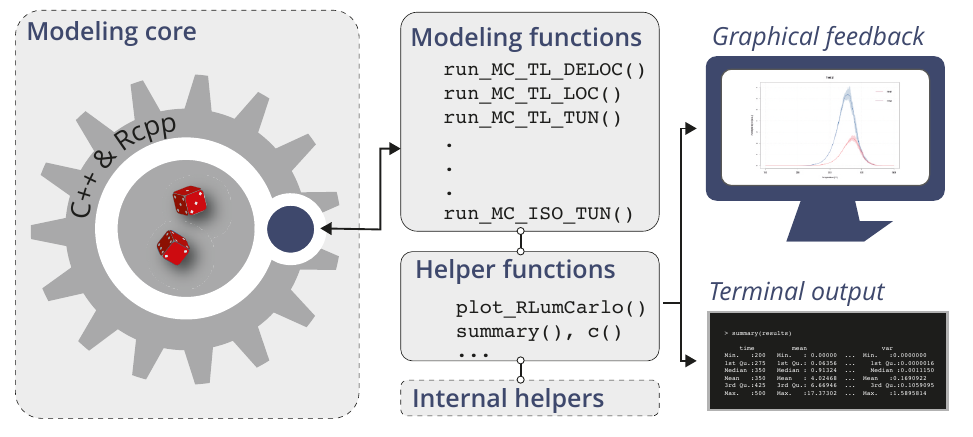 Modeling core
C++ & Rcpp
Modeling functions
run_MC_TL_DELOC()
run_MC_TL_LOC()
run_MC_TL_TUN()
.
.
.
run_MC_ISO_TUN()
Helper functions
plot_RLumCarlo()
summary(), c()
...
Internal helpers
Graphical feedback
Terminal output
> summary(results)
time mean var
Min. :200 Min. : 0.00000 ... Min. :0.0000000
1st Qu.:275 1st Qu.: 0.06356 ... 1st Qu.:0.0000016
Median :350 Median : 0.91324 ... Median :0.0011150
Mean :350 Mean : 4.02468 ... Mean :0.1690922
3rd Qu.:425 3rd Qu.: 6.66946 ... 3rd Qu.:0.1059095
Max. :500 Max. :17.37302 ... Max. :1.5895814